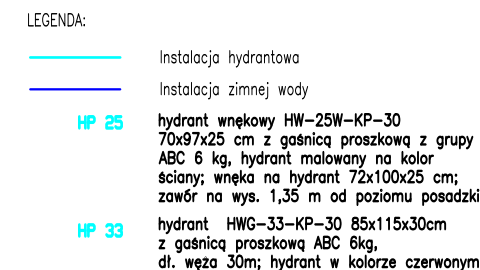 LEGENDA:
Instalacja hydrantowa
Instalacja zimnej wody
HP 25 hydrant wnękowy HW-25W-KP-30
70x97x25 cm z gaśnicą proszkową z grupy
ABC 6 kg, hydrant malowany na kolor
ściany; wnęka na hydrant 72x100x25 cm;
zawór na wys. 1,35 m od poziomu posadzki
HP 33 hydrant HWG-33-KP-30 85x115x30cm
z gaśnicą proszkową ABC 6kg,
dł. węża 30m; hydrant w kolorze czerwonym